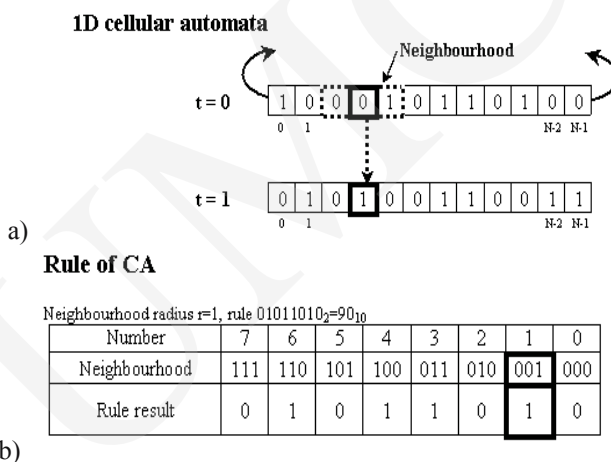 1D cellular automata
Neighbourhood
t = 0 1 0 0 0 1 0 1 1 0 1 0 0
0 1 N-2 N-1
t = 1 0 1 0 1 0 0 1 1 0 0 1 1
0 1 N-2 N-1
a)
Rule of CA
Neighbourhood radius r=1, rule 01011010₂=90₁₀
Number 7 6 5 4 3 2 1 0
Neighbourhood 111 110 101 100 011 010 001 000
Rule result 0 1 0 1 1 0 1 0
b)
UMC